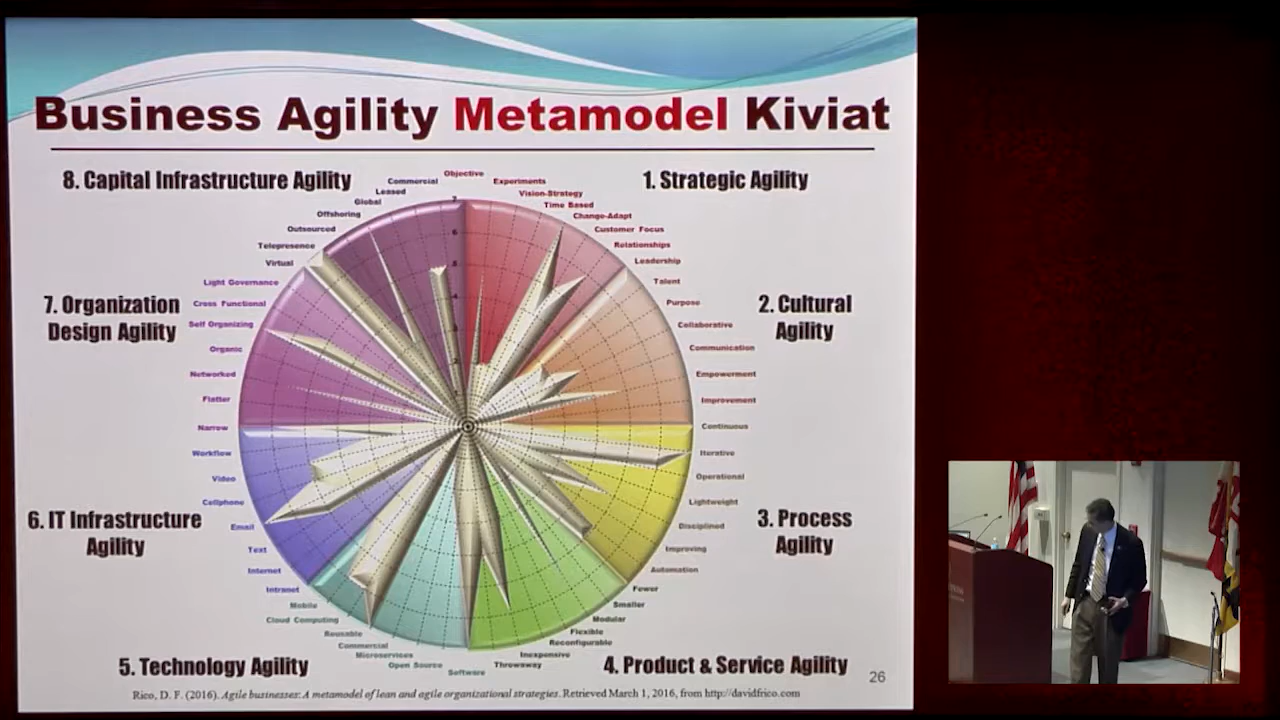 Business Agility Metamodel Kiviat
8. Capital Infrastructure Agility
1. Strategic Agility
7. Organization
Design Agility
2. Cultural
Agility
6. IT Infrastructure
Agility
3. Process
Agility
5. Technology Agility
4. Product & Service Agility
Objective
Experiments
Vision-Strategy
Time Based
Change-Adapt
Customer Focus
Relationships
Leadership
Talent
Purpose
Collaborative
Communication
Empowerment
Improvement
Continuous
Iterative
Operational
Lightweight
Disciplined
Improving
Automation
Fewer
Smaller
Modular
Flexible
Reconfigurable
Inexpensive
Throwaway
Software
Open Source
Microservices
Commercial
Reusable
Cloud Computing
Mobile
Intranet
Internet
Text
Email
Cellphone
Video
Workflow
Narrow
Flatter
Networked
Organic
Self Organizing
Cross Functional
Light Governance
Virtual
Telepresence
Outsourced
Offshoring
Global
Leased
Commercial
7
6
5
4
3
2
26
Rico, D. F. (2016). Agile businesses: A metamodel of lean and agile organizational strategies. Retrieved March 1, 2016, from http://davidfrico.com